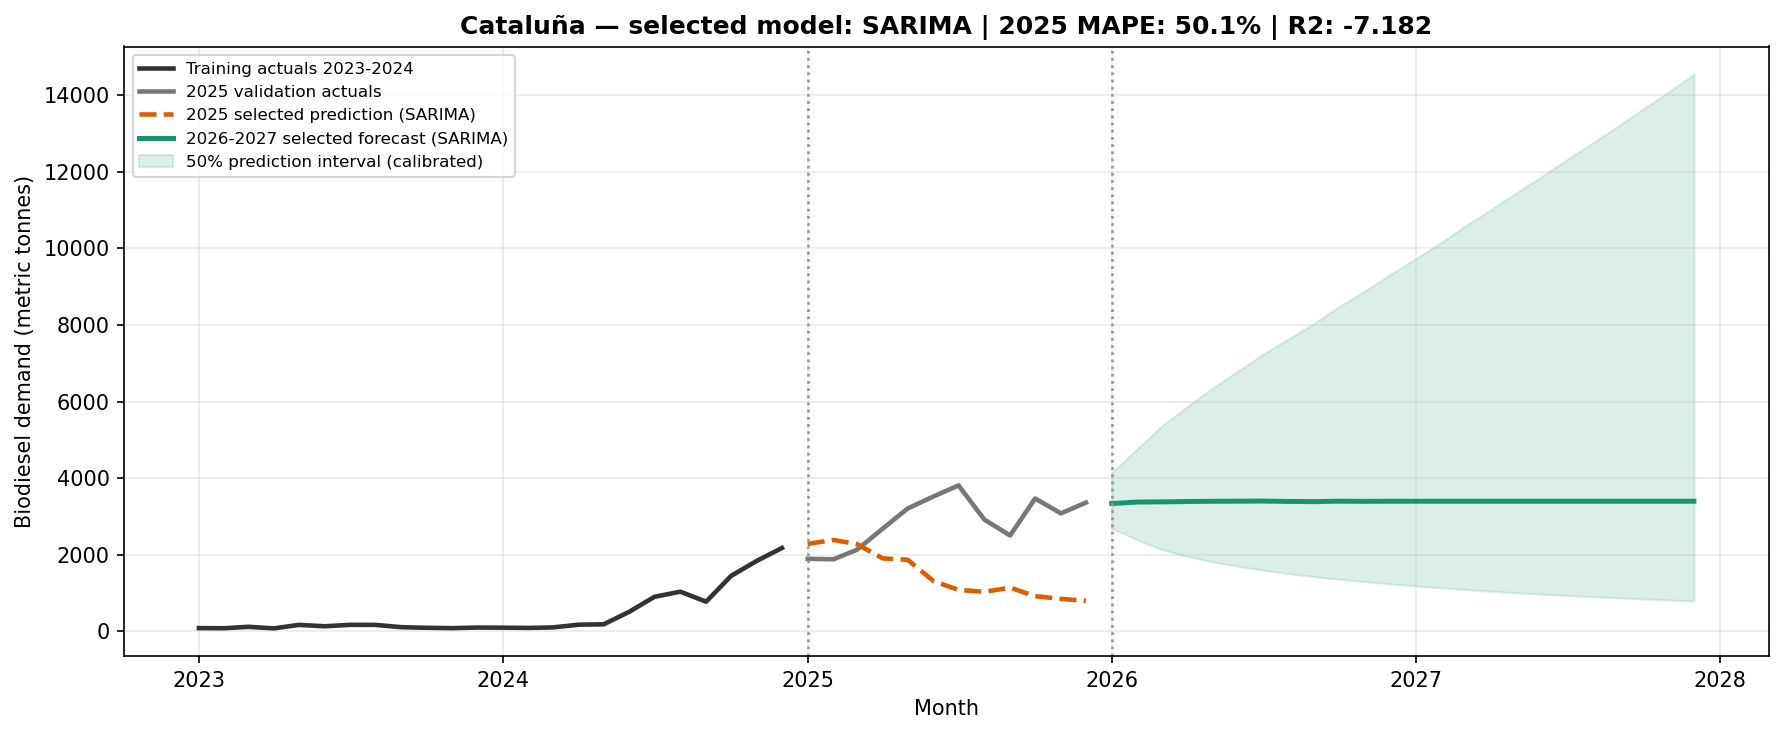 Cataluña — selected model: SARIMA | 2025 MAPE: 50.1% | R2: -7.182
Training actuals 2023-2024
2025 validation actuals
2025 selected prediction (SARIMA)
2026-2027 selected forecast (SARIMA)
50% prediction interval (calibrated)
Biodiesel demand (metric tonnes)
14000
12000
10000
8000
6000
4000
2000
0
2023 2024 2025 2026 2027 2028
Month